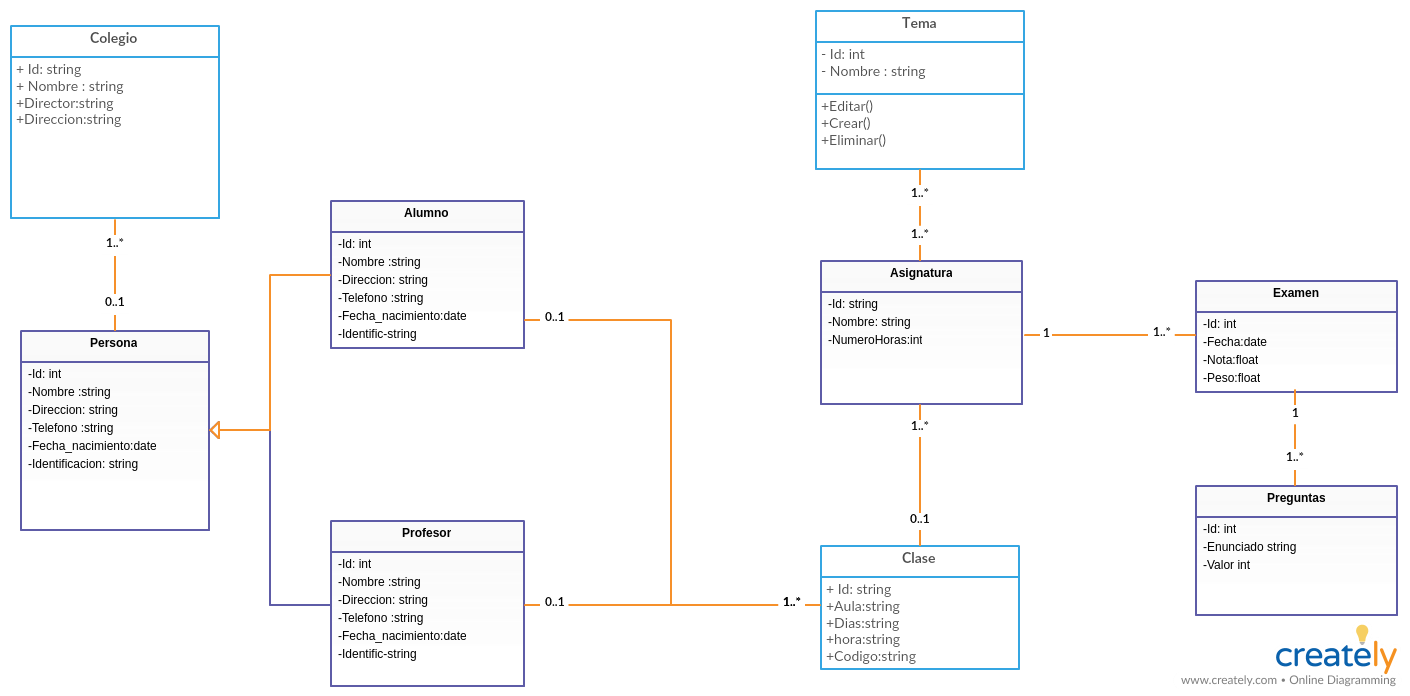 Colegio
+ Id: string
+ Nombre : string
+Director:string
+Direccion:string
1..*
0..1
Persona
-Id: int
-Nombre :string
-Direccion: string
-Telefono :string
-Fecha_nacimiento:date
-Identificacion: string
Alumno
-Id: int
-Nombre :string
-Direccion: string
-Telefono :string
-Fecha_nacimiento:date
-Identific-string
0..1
Profesor
-Id: int
-Nombre :string
-Direccion: string
-Telefono :string
-Fecha_nacimiento:date
-Identific-string
0..1
1..*
Tema
- Id: int
- Nombre : string
+Editar()
+Crear()
+Eliminar()
1..*
1..*
Asignatura
-Id: string
-Nombre: string
-NumeroHoras:int
1
1..*
1..*
0..1
Clase
+ Id: string
+Aula:string
+Dias:string
+hora:string
+Codigo:string
Examen
-Id: int
-Fecha:date
-Nota:float
-Peso:float
1
1..*
Preguntas
-Id: int
-Enunciado string
-Valor int
creately
www.creately.com • Online Diagramming